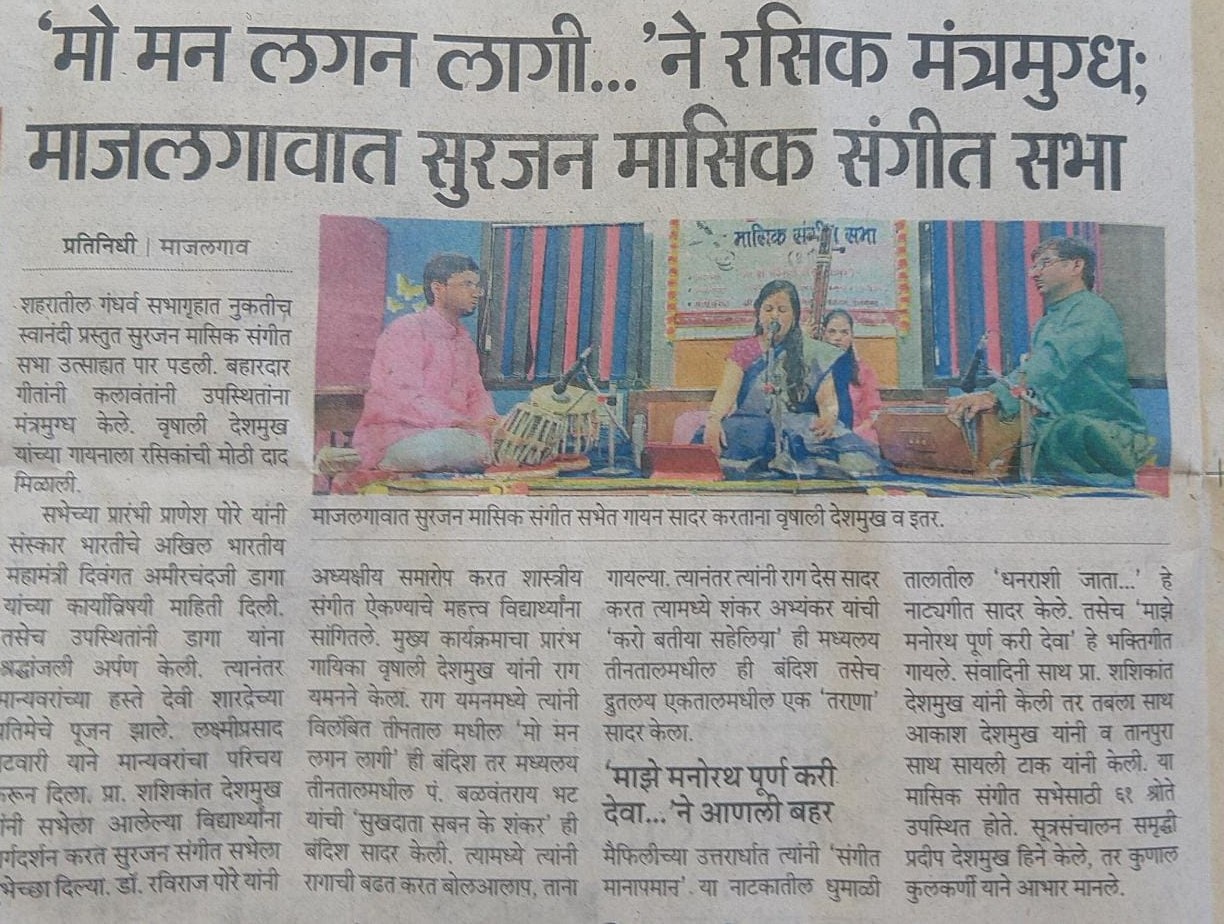 ‘मो मन लगन लागी...’ने रसिक मंत्रमुग्ध;
माजलगावात सुरजन मासिक संगीत सभा
प्रतिनिधी | माजलगाव
शहरातील गंधर्व सभागृहात नुकतीच
स्वानंदी प्रस्तुत सुरजन मासिक संगीत
सभा उत्साहात पार पडली. बहारदार
गीतांनी कलावंतांनी उपस्थितांना
मंत्रमुग्ध केले. वृषाली देशमुख
यांच्या गायनाला रसिकांची मोठी दाद
मिळाली.
सभेच्या प्रारंभी प्राणेश पोरे यांनी
संस्कार भारतीचे अखिल भारतीय
महामंत्री दिवंगत अमीरचंदजी डागा
यांच्या कार्याविषयी माहिती दिली.
तसेच उपस्थितांनी डागा यांना
श्रद्धांजली अर्पण केली. त्यानंतर
मान्यवरांच्या हस्ते देवी शारदेच्या
तिमेचे पूजन झाले. लक्ष्मीप्रसाद
टवारी याने मान्यवरांचा परिचय
करून दिला. प्रा. शशिकांत देशमुख
ांनी सभेला आलेल्या विद्यार्थ्यांना
र्गदर्शन करत सुरजन संगीत सभेला
भेच्छा दिल्या. डॉ. रविराज पोरे यांनी
मासिक संगीत सभा
माजलगावात सुरजन मासिक संगीत सभेत गायन सादर करताना वृषाली देशमुख व इतर.
अध्यक्षीय समारोप करत शास्त्रीय
संगीत ऐकण्याचे महत्त्व विद्यार्थ्यांना
सांगितले. मुख्य कार्यक्रमाचा प्रारंभ
गायिका वृषाली देशमुख यांनी राग
यमनने केला. राग यमनमध्ये त्यांनी
विलंबित तीनताल मधील ‘मो मन
लगन लागी’ ही बंदिश तर मध्यलय
तीनतालमधील पं. बळवंतराय भट
यांची ‘सुखदाता सबन के शंकर’ ही
बंदिश सादर केली. त्यामध्ये त्यांनी
रागाची बढत करत बोलआलाप, ताना
गायल्या. त्यानंतर त्यांनी राग देस सादर
करत त्यामध्ये शंकर अभ्यंकर यांची
‘करो बतीया सहेलिया’ ही मध्यलय
तीनतालमधील ही बंदिश तसेच
द्रुतलय एकतालमधील एक ‘तराणा’
सादर केला.
‘माझे मनोरथ पूर्ण करी
देवा...’ने आणली बहर
मैफिलीच्या उत्तरार्धात त्यांनी ‘संगीत
मानापमान’ या नाटकातील धुमाळी
तालातील ‘धनराशी जाता...’ हे
नाट्यगीत सादर केले. तसेच ‘माझे
मनोरथ पूर्ण करी देवा’ हे भक्तिगीत
गायले. संवादिनी साथ प्रा. शशिकांत
देशमुख यांनी केली तर तबला साथ
आकाश देशमुख यांनी व तानपुरा
साथ सायली टाक यांनी केली. या
मासिक संगीत सभेसाठी ६१ श्रोते
उपस्थित होते. सूत्रसंचालन समृद्धी
प्रदीप देशमुख हिने केले, तर कुणाल
कुलकर्णी याने आभार मानले.